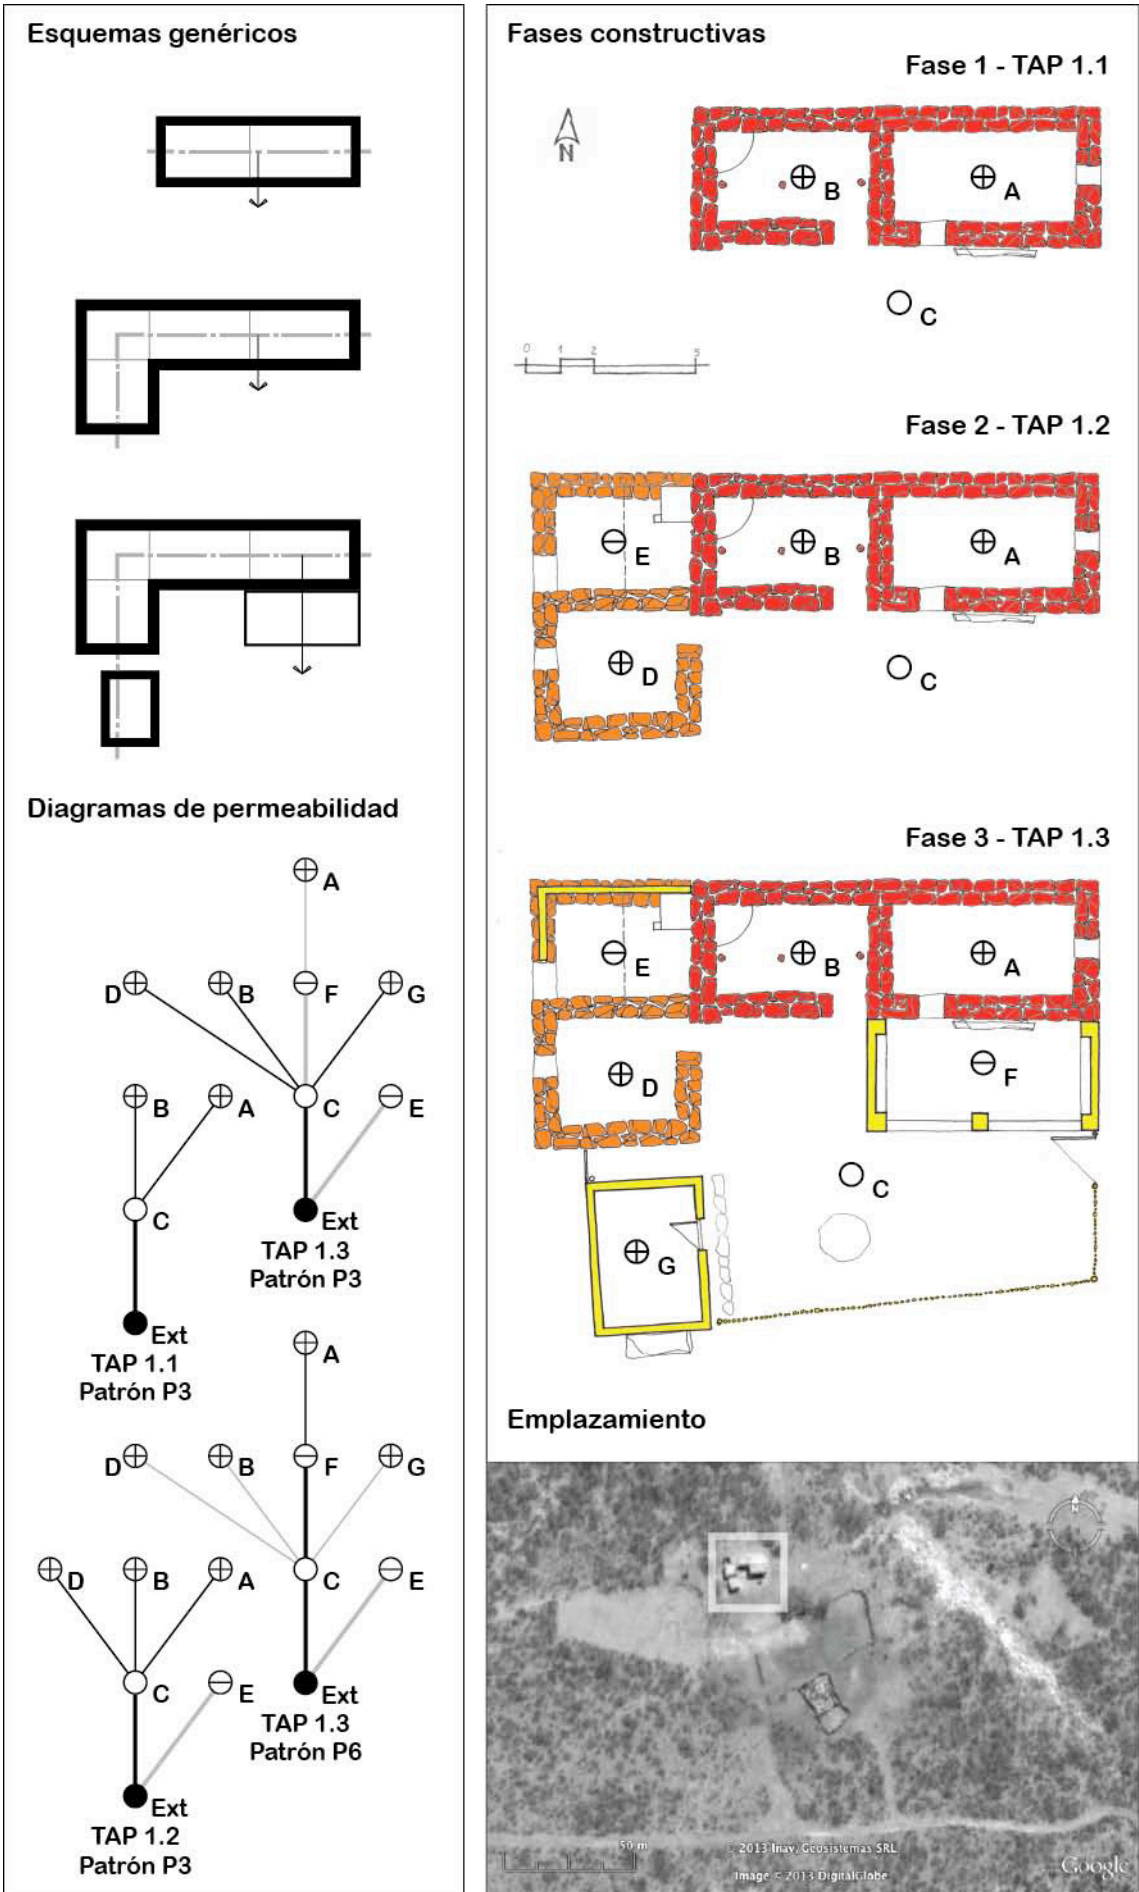 Esquemas genéricos
Diagramas de permeabilidad
A
D
B
F
G
B
A
C
E
C
Ext
TAP 1.3
Patrón P3
Ext
TAP 1.1
Patrón P3
A
D
B
F
G
D
B
A
C
E
C
E
Ext
TAP 1.3
Patrón P6
Ext
TAP 1.2
Patrón P3
Fases constructivas
Fase 1 - TAP 1.1
N
B
A
C
0 1 2 5
Fase 2 - TAP 1.2
E
B
A
D
C
Fase 3 - TAP 1.3
E
B
A
D
F
C
G
Emplazamiento
N
50 m
© 2013 Inav, Geosistemas SRL
Image © 2013 DigitalGlobe
Google